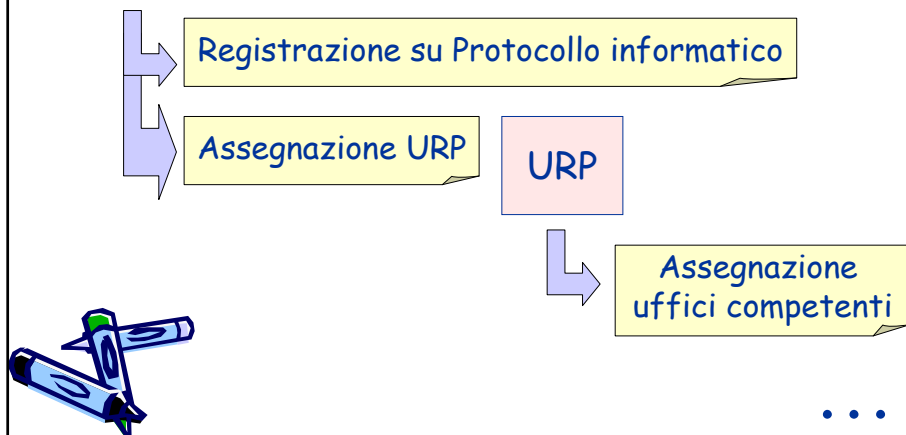 Registrazione su Protocollo informatico
Assegnazione URP
URP
Assegnazione
uffici competenti
...